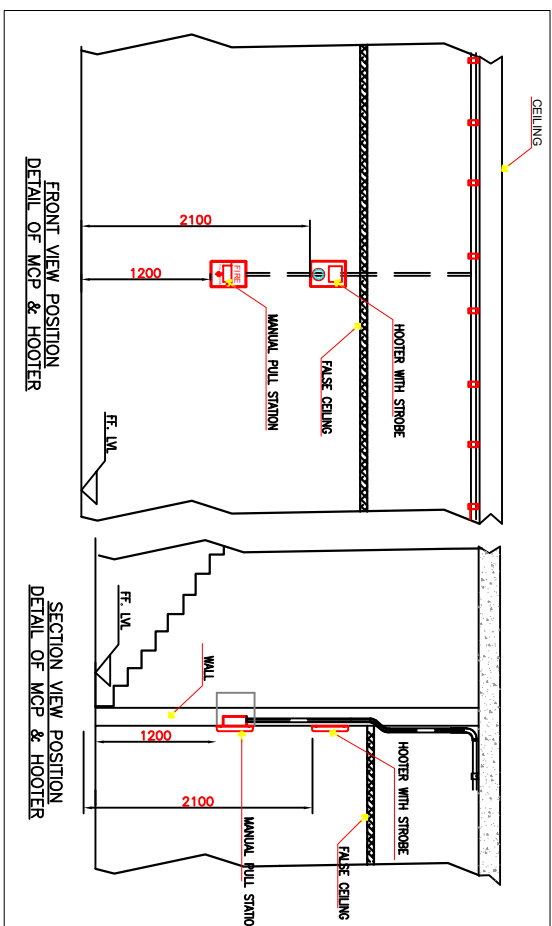 CEILING
2100
1200
FIRE
HOOTER WITH STROBE
FALSE CEILING
MANUAL PULL STATION
FF. LVL
FRONT VIEW POSITION
DETAIL OF MCP & HOOTER
HOOTER WITH STROBE
FALSE CEILING
MANUAL PULL STATIO
WALL
1200
2100
FF. LVL
SECTION VIEW POSITION
DETAIL OF MCP & HOOTER